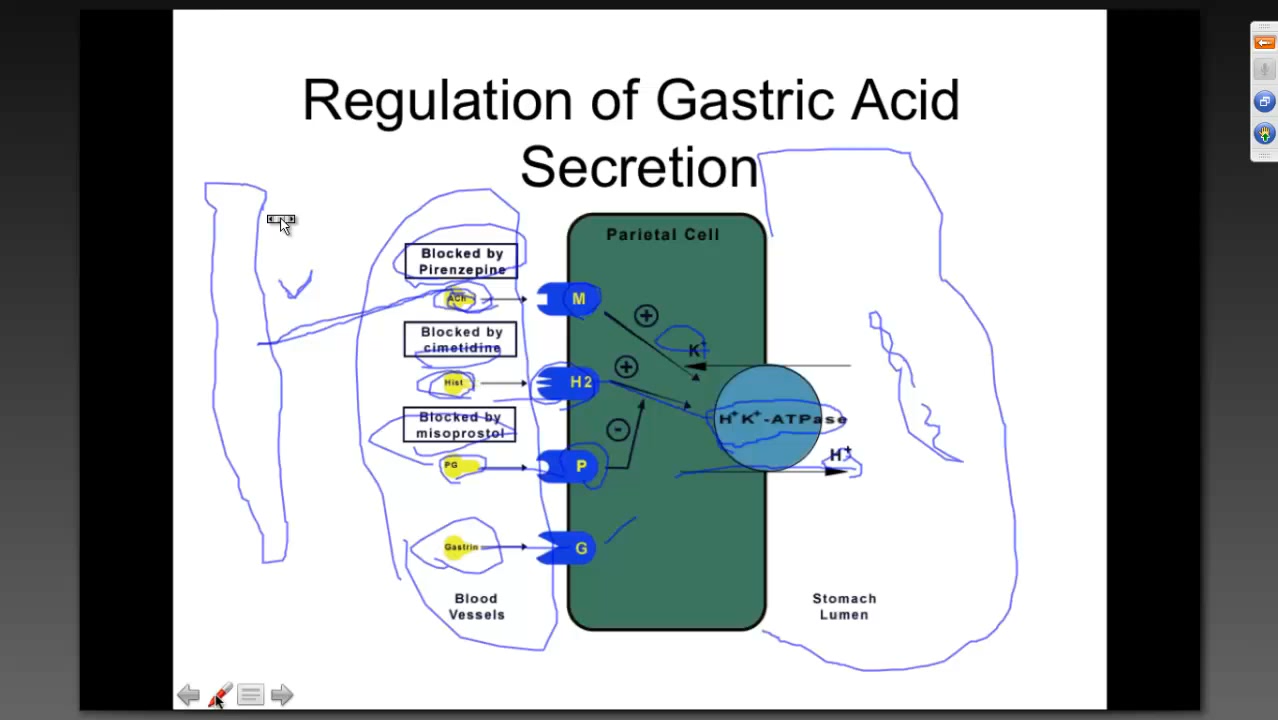 Regulation of Gastric Acid
Secretion
Parietal Cell
Blocked by
Pirenzepine
ACh
M
+
K+
Blocked by
cimetidine
+
Hist
H2
H+K+-ATPase
Blocked by
misoprostol
-
H+
PG
P
Gastrin
G
Blood
Vessels
Stomach
Lumen